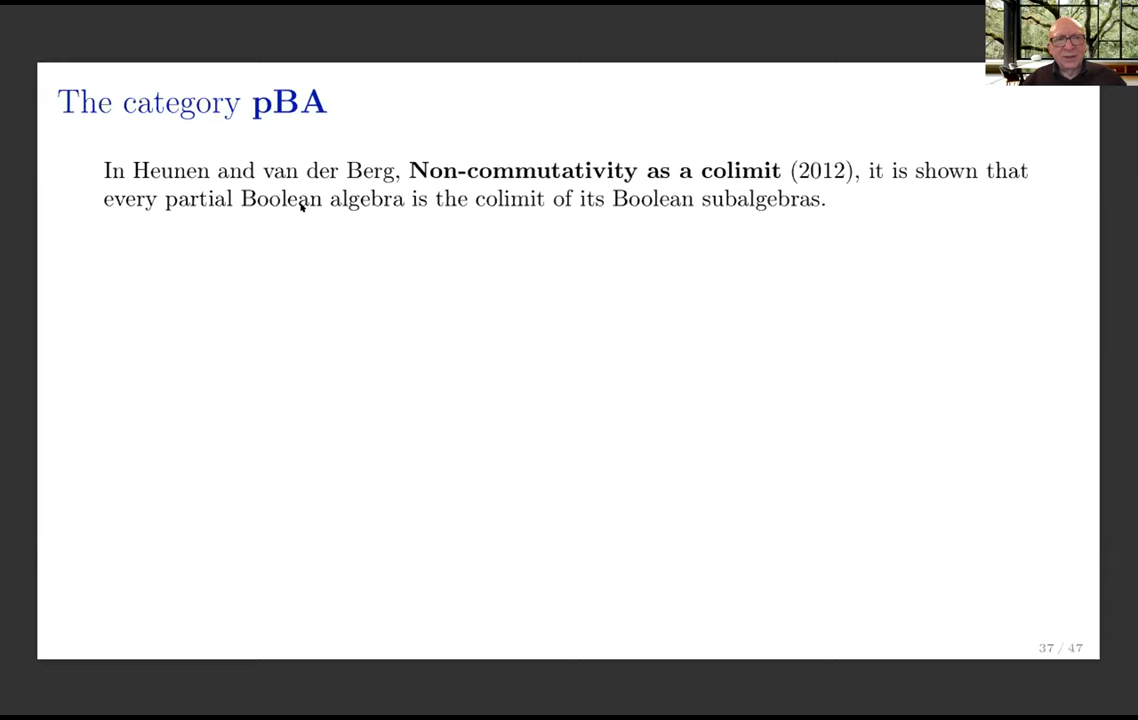 The category pBA
In Heunen and van der Berg, Non-commutativity as a colimit (2012), it is shown that
every partial Boolean algebra is the colimit of its Boolean subalgebras.
37 / 47